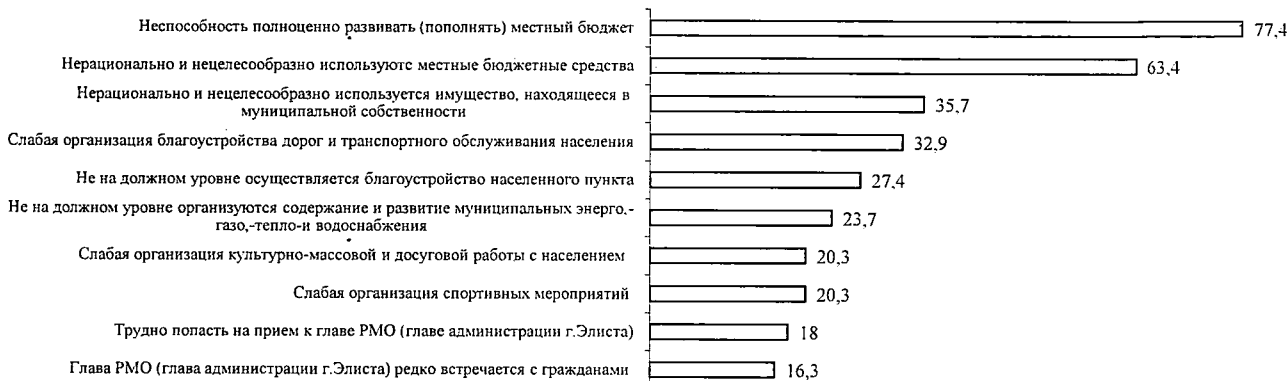 Неспособность полноценно развивать (пополнять) местный бюджет 77,4
Нерационально и нецелесообразно используютс местные бюджетные средства 63,4
Нерационально и нецелесообразно используется имущество, находящееся в
муниципальной собственности 35,7
Слабая организация благоустройства дорог и транспортного обслуживания населения 32,9
Не на должном уровне осуществляется благоустройство населенного пункта 27,4
Не на должном уровне организуются содержание и развитие муниципальных энерго,-
газо,-тепло-и водоснабжения 23,7
Слабая организация культурно-массовой и досуговой работы с населением 20,3
Слабая организация спортивных мероприятий 20,3
Трудно попасть на прием к главе РМО (главе администрации г.Элиста) 18
Глава РМО (глава администрации г.Элиста) редко встречается с гражданами 16,3